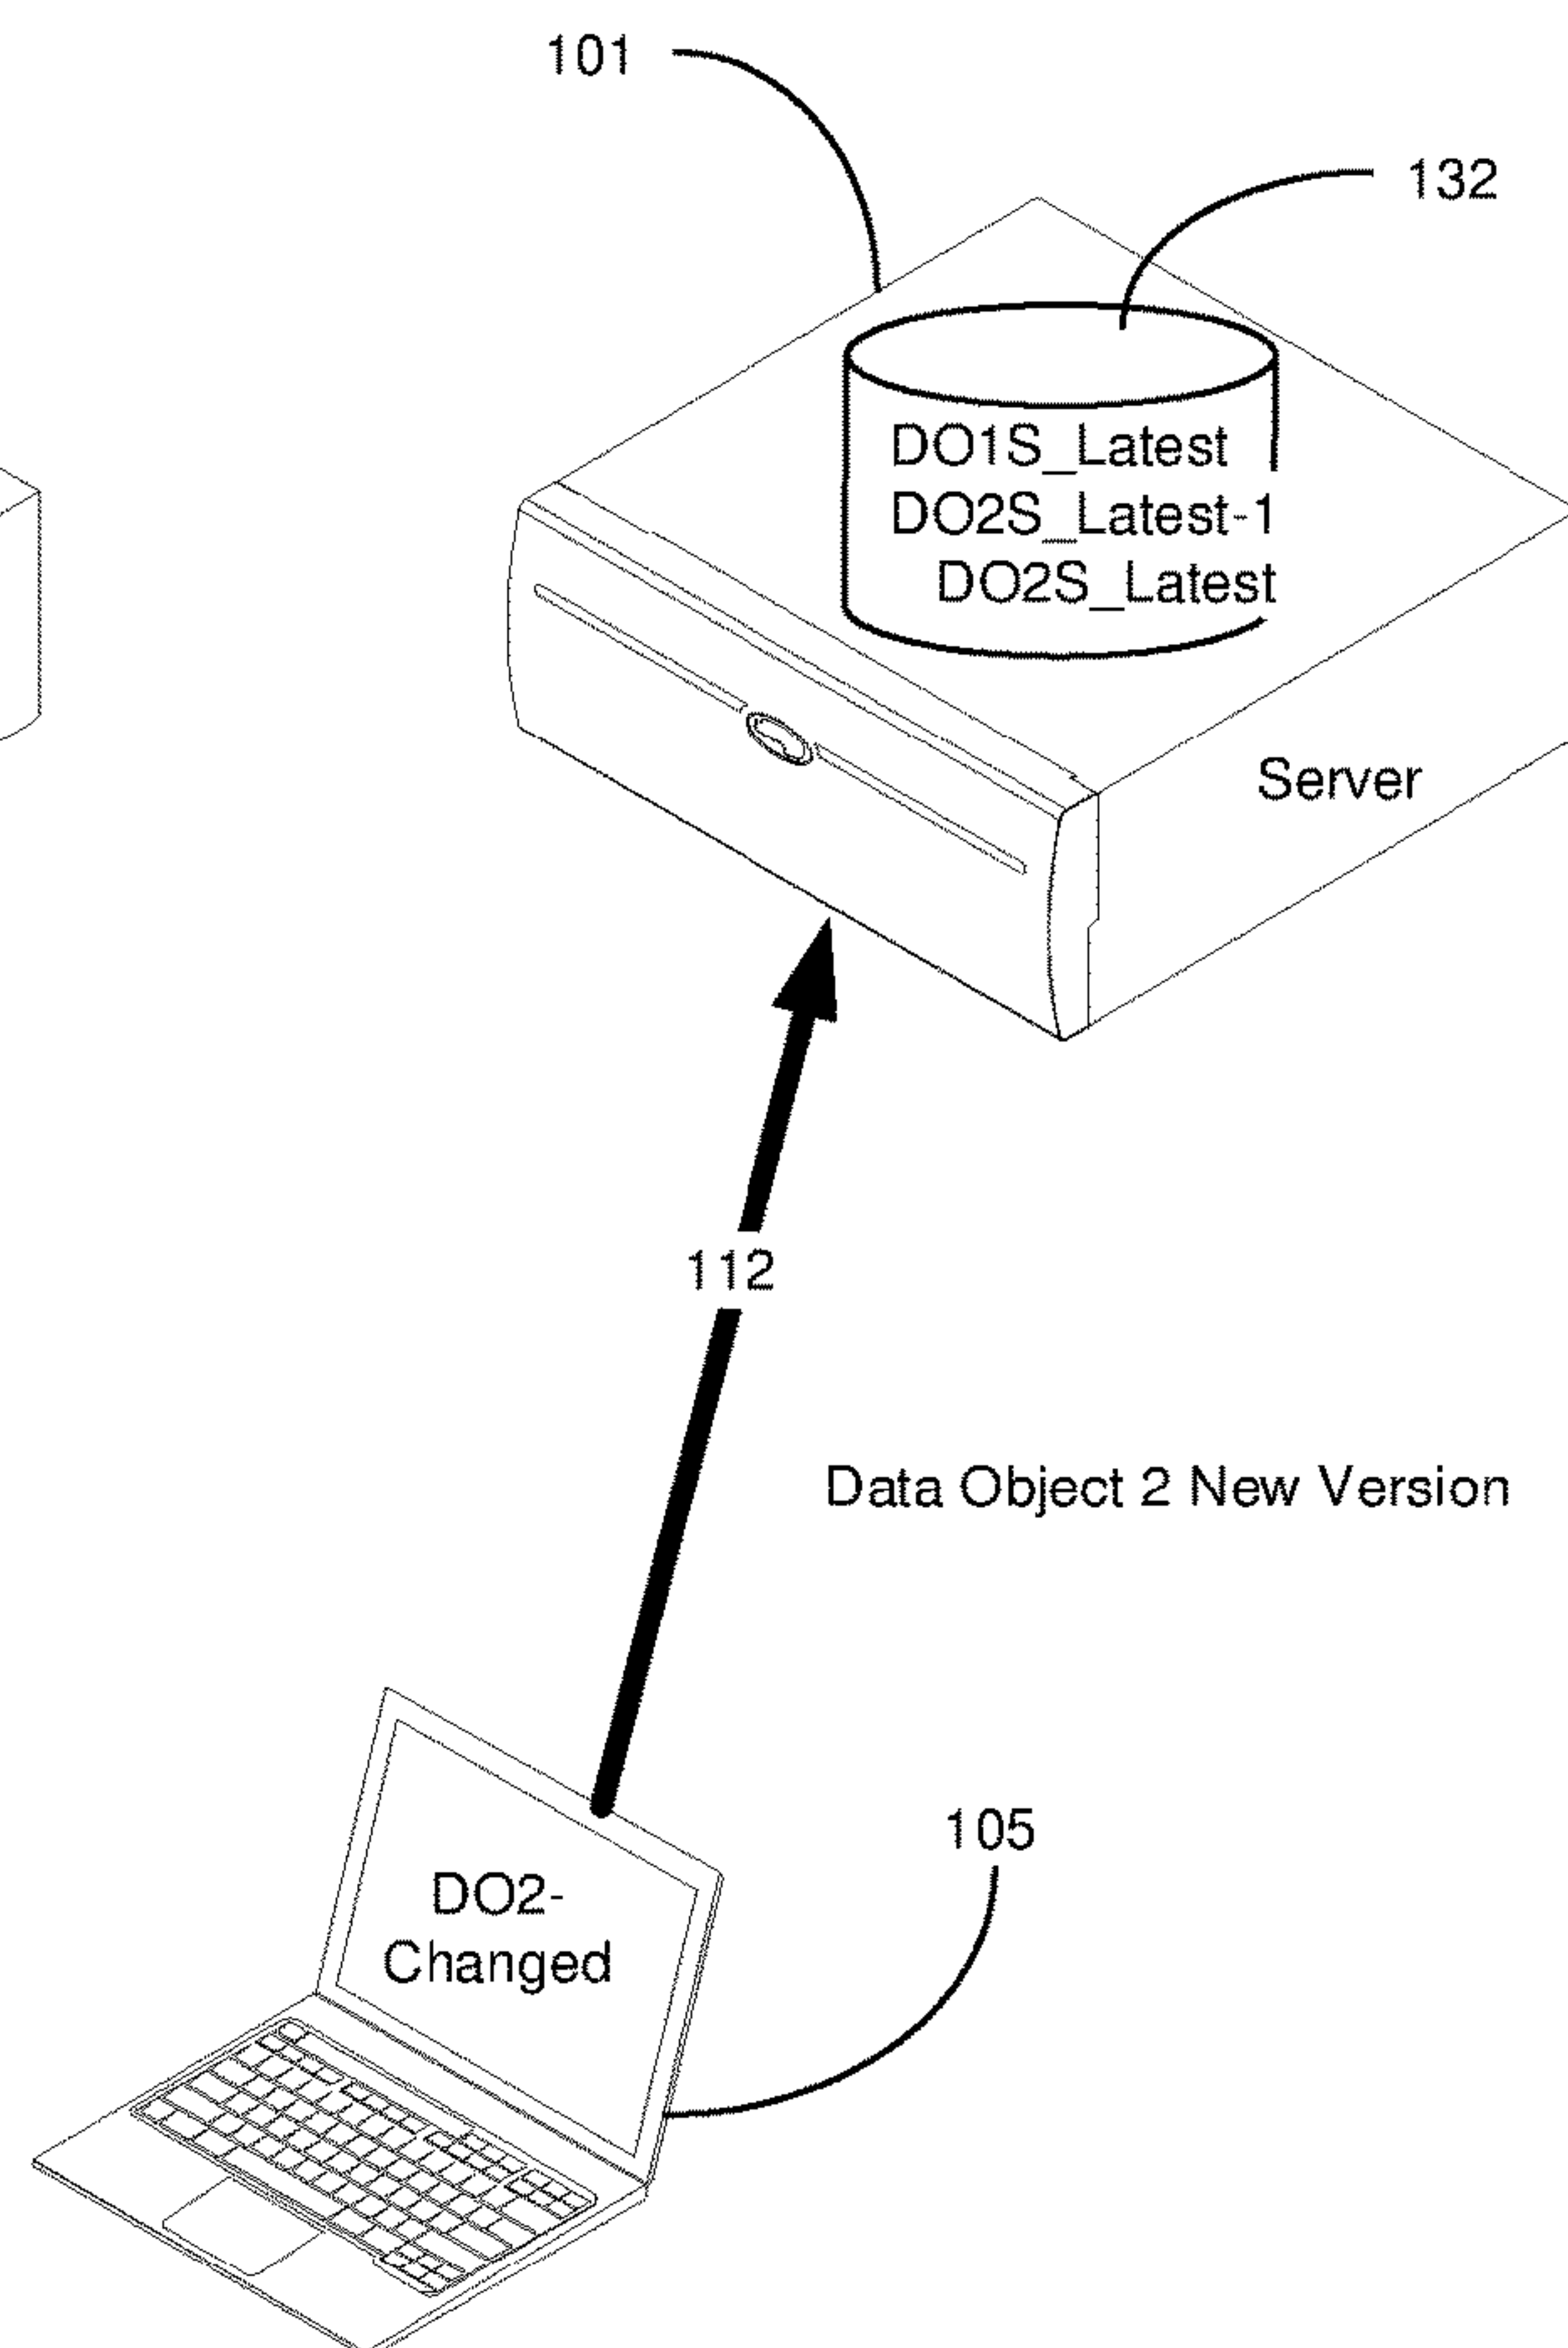 101
132
DO1S_Latest
DO2S_Latest-1
DO2S_Latest
Server
112
Data Object 2 New Version
105
DO2-
Changed